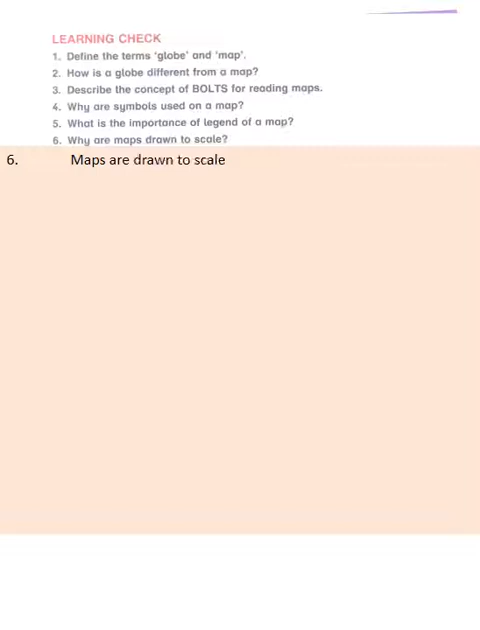 LEARNING CHECK
1. Define the terms ‘globe’ and ‘map’.
2. How is a globe different from a map?
3. Describe the concept of BOLTS for reading maps.
4. Why are symbols used on a map?
5. What is the importance of legend of a map?
6. Why are maps drawn to scale?
6. Maps are drawn to scale